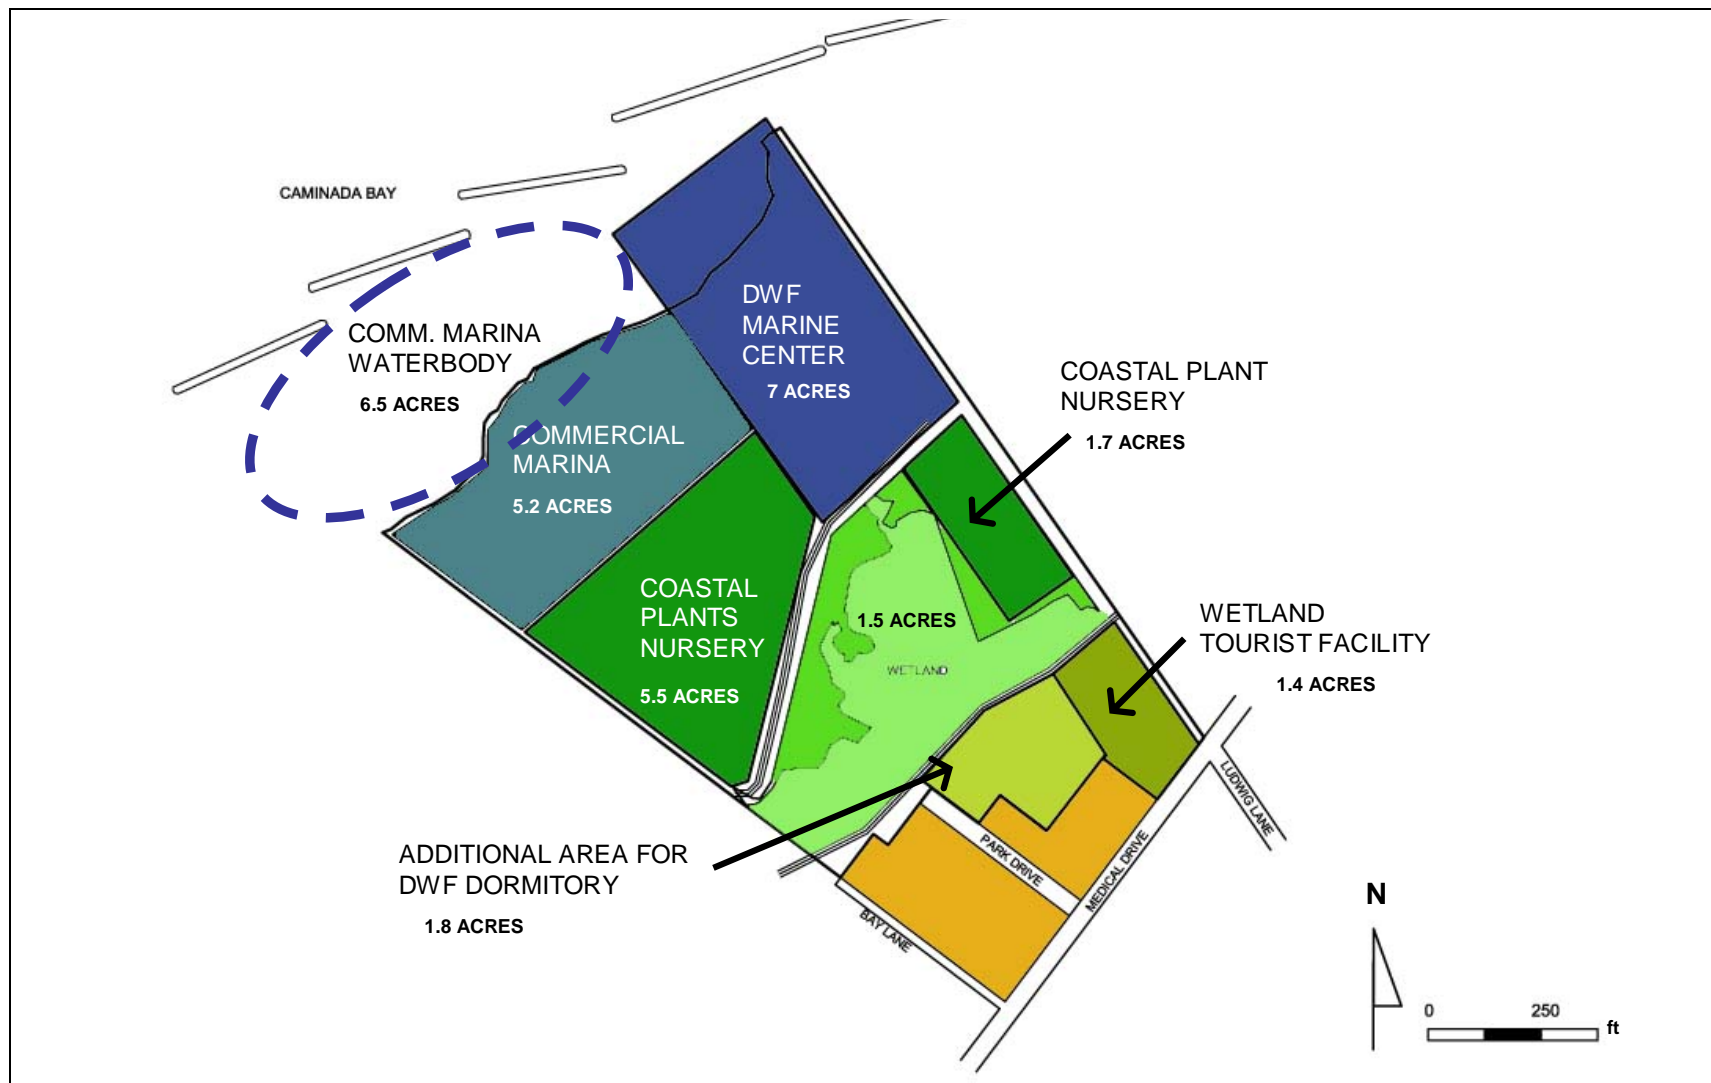 CAMINADA BAY
COMM. MARINA
WATERBODY
6.5 ACRES
DWF
MARINE
CENTER
7 ACRES
COASTAL PLANT
NURSERY
1.7 ACRES
COMMERCIAL
MARINA
5.2 ACRES
COASTAL
PLANTS
NURSERY
5.5 ACRES
1.5 ACRES
WETLAND
WETLAND
TOURIST FACILITY
1.4 ACRES
ADDITIONAL AREA FOR
DWF DORMITORY
1.8 ACRES
PARK DRIVE
MEDICAL DRIVE
LUDWIG LANE
BAY LANE
N
0 250
ft